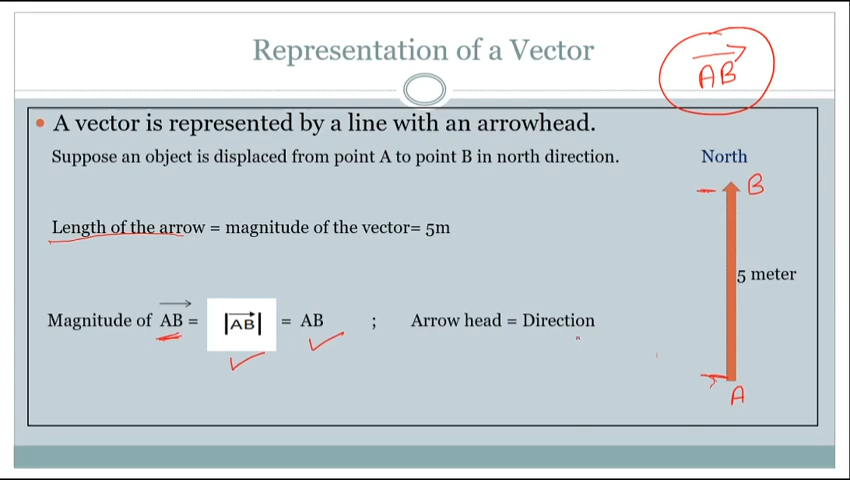 Representation of a Vector
AB
• A vector is represented by a line with an arrowhead.
Suppose an object is displaced from point A to point B in north direction.
North
B
Length of the arrow = magnitude of the vector= 5m
5 meter
Magnitude of AB = |AB| = AB ; Arrow head = Direction
A